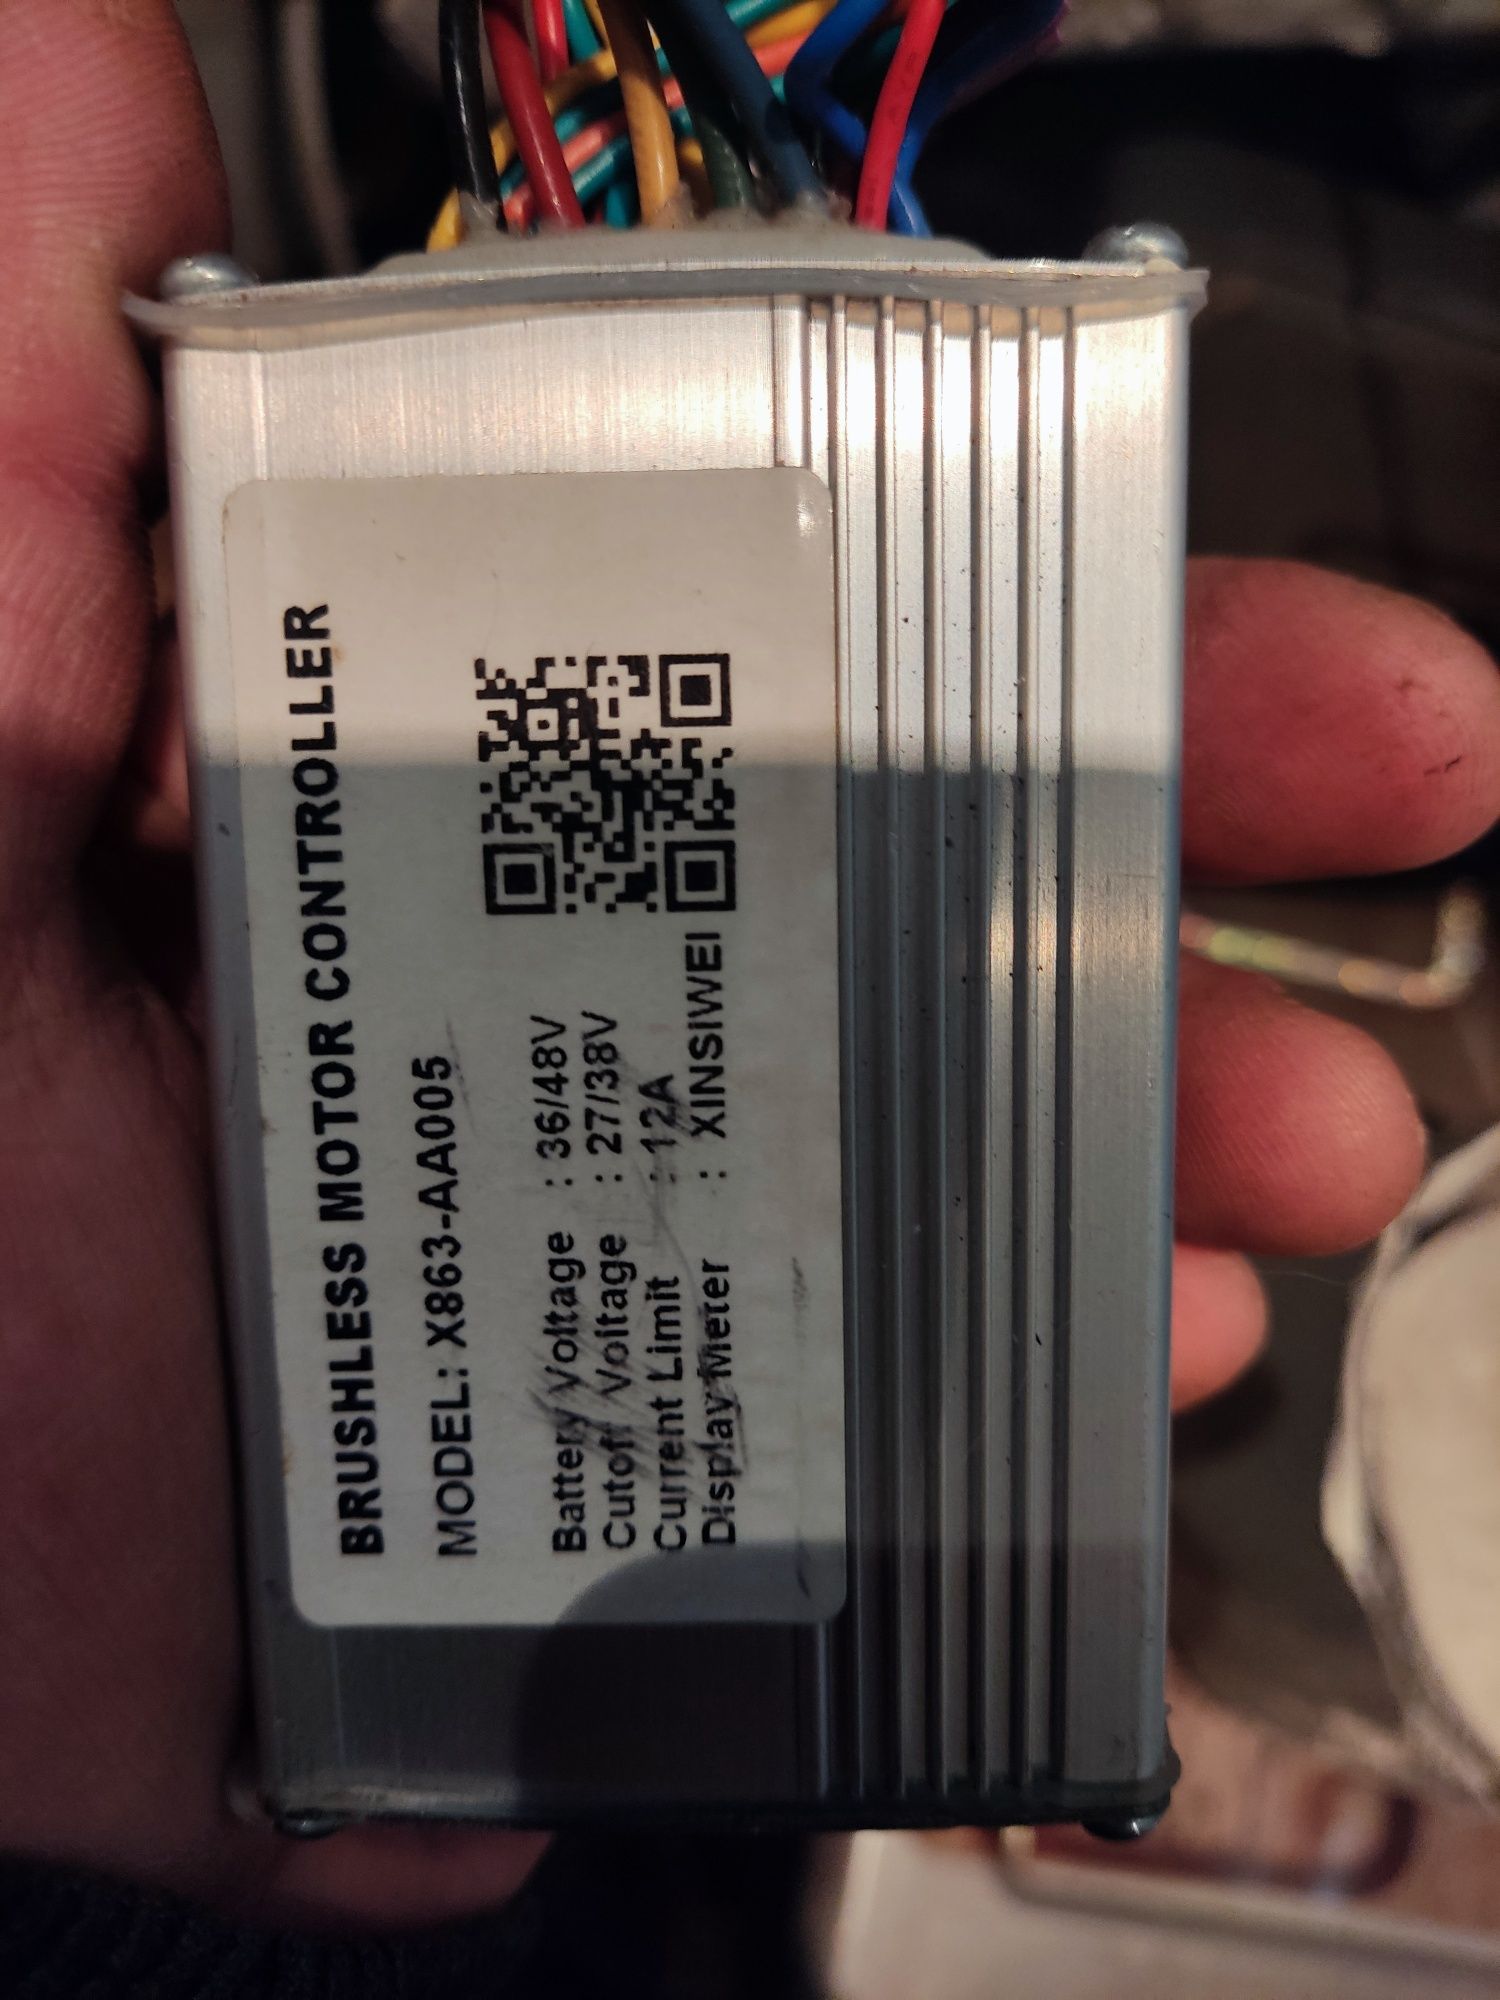 BRUSHLESS MOTOR CONTROLLER
MODEL: X863-AA005
Battery Voltage : 36/48V
Cutoff Voltage : 27/38V
Current Limit : 12A
Display Meter : XINSIWEI